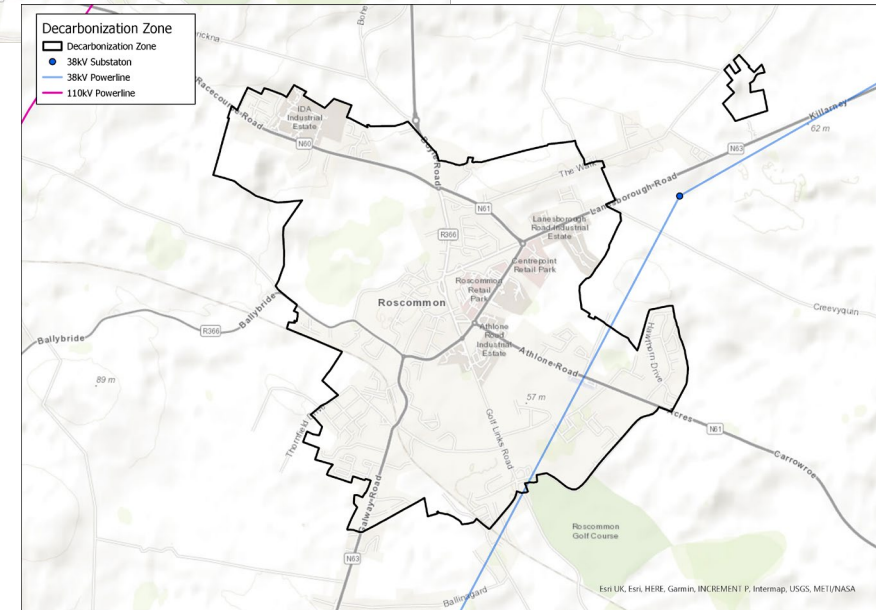 Decarbonization Zone
Decarbonization Zone
38kV Substaton
38kV Powerline
110kV Powerline
Racecourse-Road
IDA
Industrial
Estate
N60
Boyle-Road
N61
R366
The Walk
Lanesborough-Road
N63
Killarney
62 m
Lanesborough
Road Industrial
Estate
Centrepoint
Retail Park
Roscommon
Retail
Park
Roscommon
Creevyquin
Ballybride
R366
Ballybride
Athlone
Road
Industrial
Estate
Athlone-Road
Hawthorn Drive
89 m
57 m
Acres
N61
Carrowroe
Golf Links Road
Galway-Road
Roscommon
Golf Course
N63
Ballinagard
Esri UK, Esri, HERE, Garmin, INCREMENT P, Intermap, USGS, METI/NASA